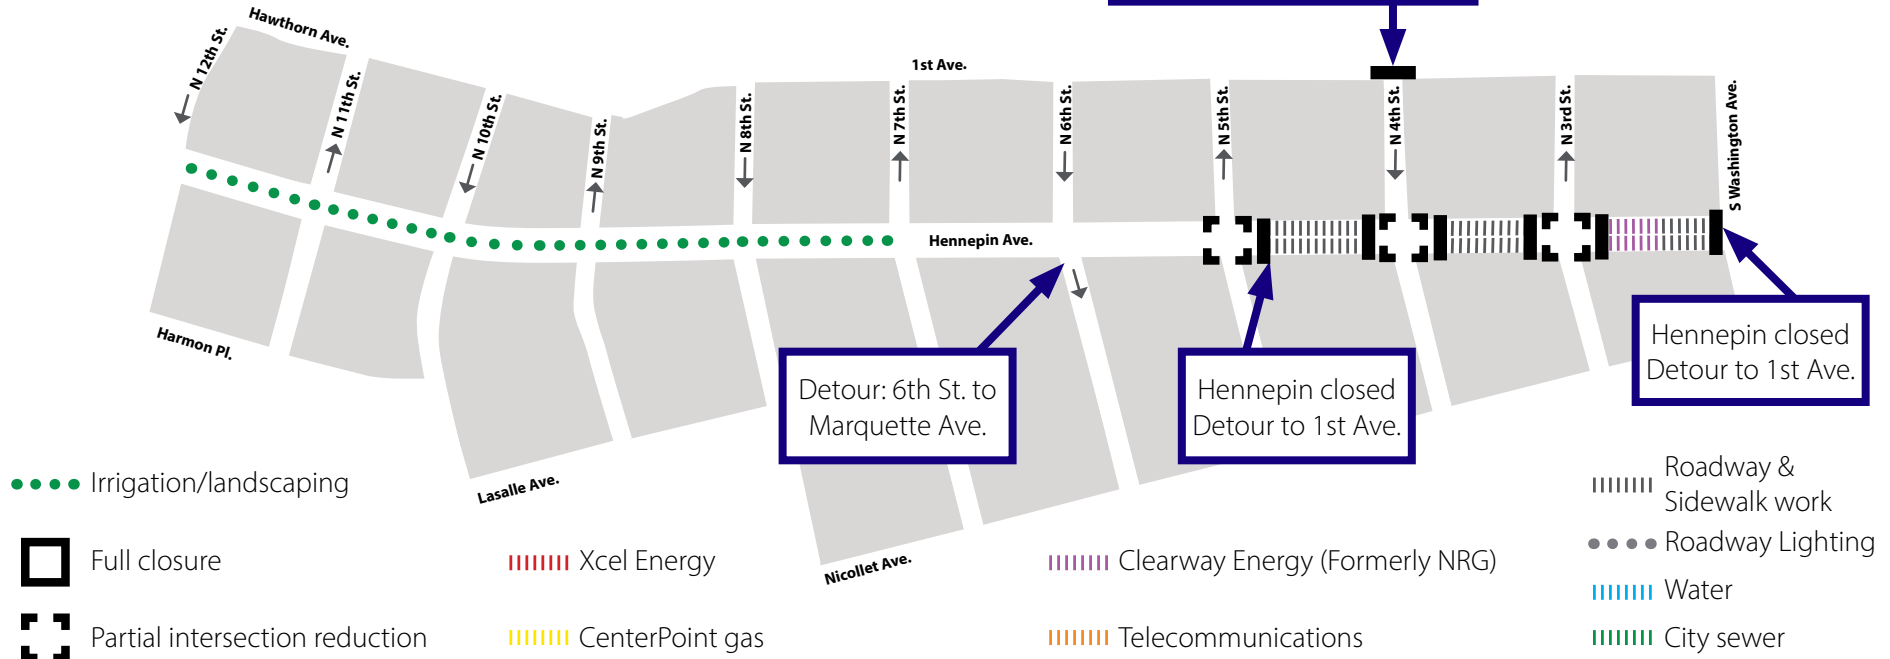 Hawthorn Ave.
N 12th St.
N 11th St.
N 10th St.
N 9th St.
N 8th St.
1st Ave.
N 7th St.
N 6th St.
N 5th St.
N 4th St.
N 3rd St.
S Washington Ave.
Hennepin Ave.
Harmon Pl.
Lasalle Ave.
Nicollet Ave.
Detour: 6th St. to
Marquette Ave.
Hennepin closed
Detour to 1st Ave.
Hennepin closed
Detour to 1st Ave.
Irrigation/landscaping
Full closure
Partial intersection reduction
Xcel Energy
CenterPoint gas
Clearway Energy (Formerly NRG)
Telecommunications
Roadway &
Sidewalk work
Roadway Lighting
Water
City sewer